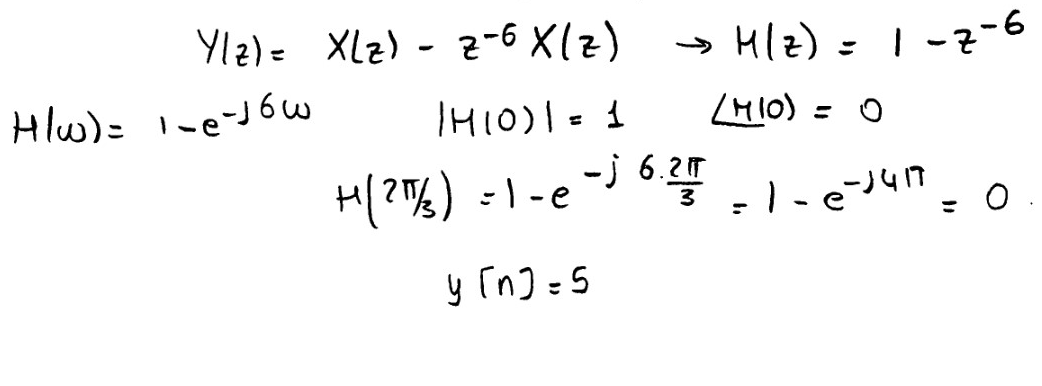 Y(z) = X(z) - z⁻⁶ X(z) → H(z) = 1 - z⁻⁶
H(ω) = 1 - e^{-j6ω} |H(0)| = 1 ∠H(0) = 0
H(2π/3) = 1 - e^{-j 6·2π/3} = 1 - e^{-j4π} = 0.
y[n] = 5